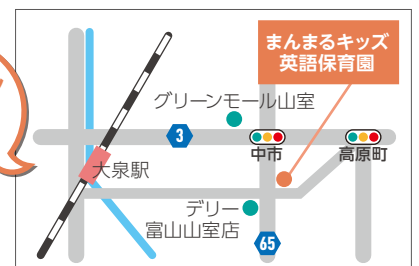 まんまるキッズ
英語保育園
グリーンモール山室
3
中市
高原町
大泉駅
デリー
富山山室店
65